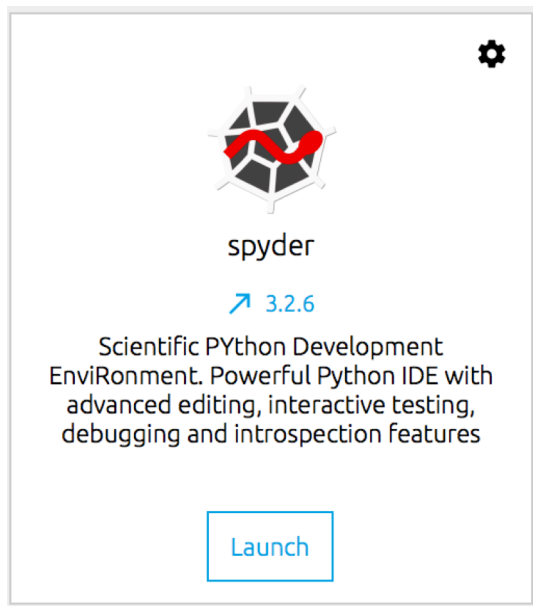 spyder
3.2.6
Scientific PYthon Development
EnviRonment. Powerful Python IDE with
advanced editing, interactive testing,
debugging and introspection features
Launch